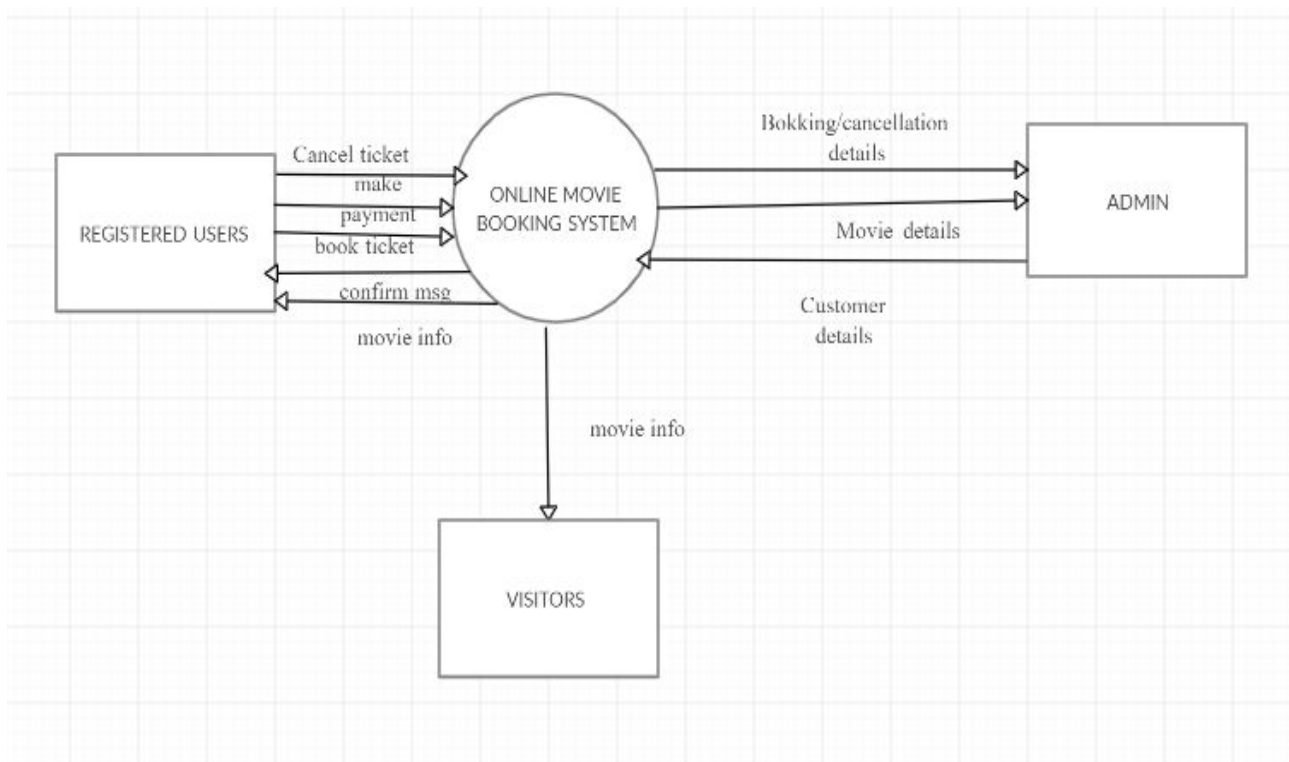 Cancel ticket
make
payment
book ticket
confirm msg
movie info
REGISTERED USERS
ONLINE MOVIE
BOOKING SYSTEM
Bokking/cancellation
details
Movie details
Customer
details
ADMIN
movie info
VISITORS